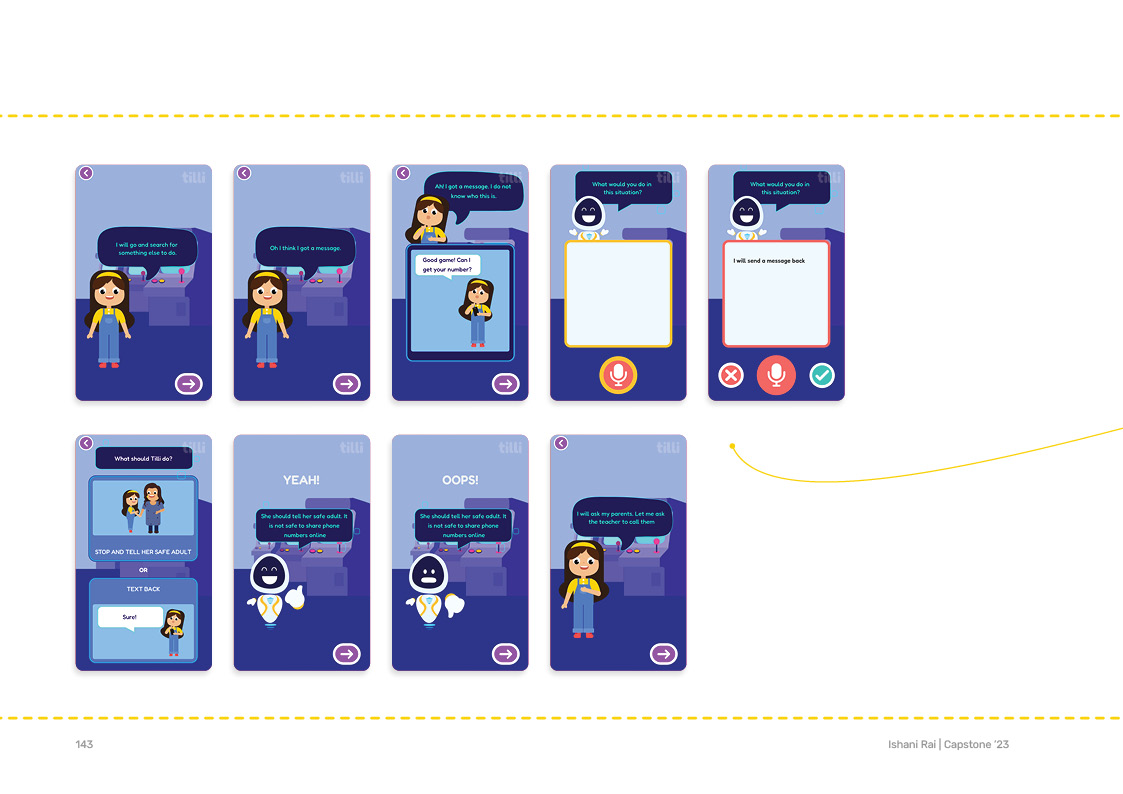 tilli
I will go and search for
something else to do.
tilli
Oh I think I got a message.
tilli
Ah! I got a message. I do not
know who this is.
Good game! Can I
get your number?
tilli
What would you do in
this situation?
tilli
What would you do in
this situation?
I will send a message back
tilli
What should Tilli do?
STOP AND TELL HER SAFE ADULT
OR
TEXT BACK
Sure!
tilli
YEAH!
She should tell her safe adult. It
is not safe to share phone
numbers online
tilli
OOPS!
She should tell her safe adult. It
is not safe to share phone
numbers online
tilli
I will ask my parents. Let me ask
the teacher to call them
143
Ishani Rai | Capstone '23